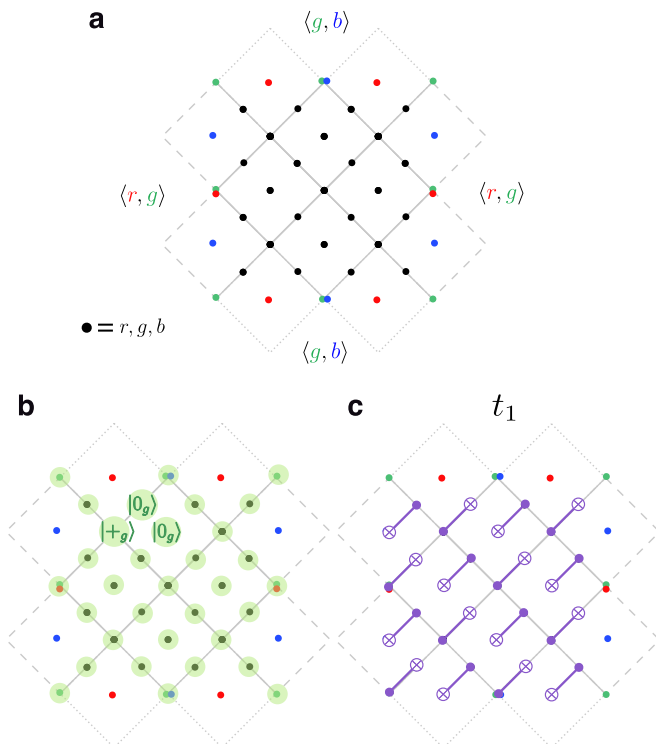 a
⟨g, b⟩
⟨r, g⟩
⟨r, g⟩
● = r, g, b
⟨g, b⟩
b
|0g⟩
|+g⟩ |0g⟩
c
t₁